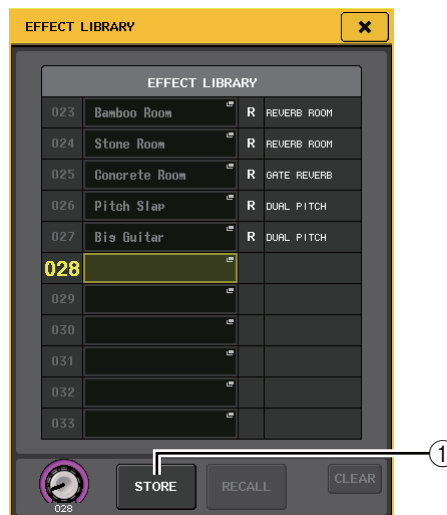 EFFECT LIBRARY
EFFECT LIBRARY
023 Bamboo Room R REVERB ROOM
024 Stone Room R REVERB ROOM
025 Concrete Room R GATE REVERB
026 Pitch Slap R DUAL PITCH
027 Big Guitar R DUAL PITCH
028
029
030
031
032
033
028 STORE RECALL CLEAR
①